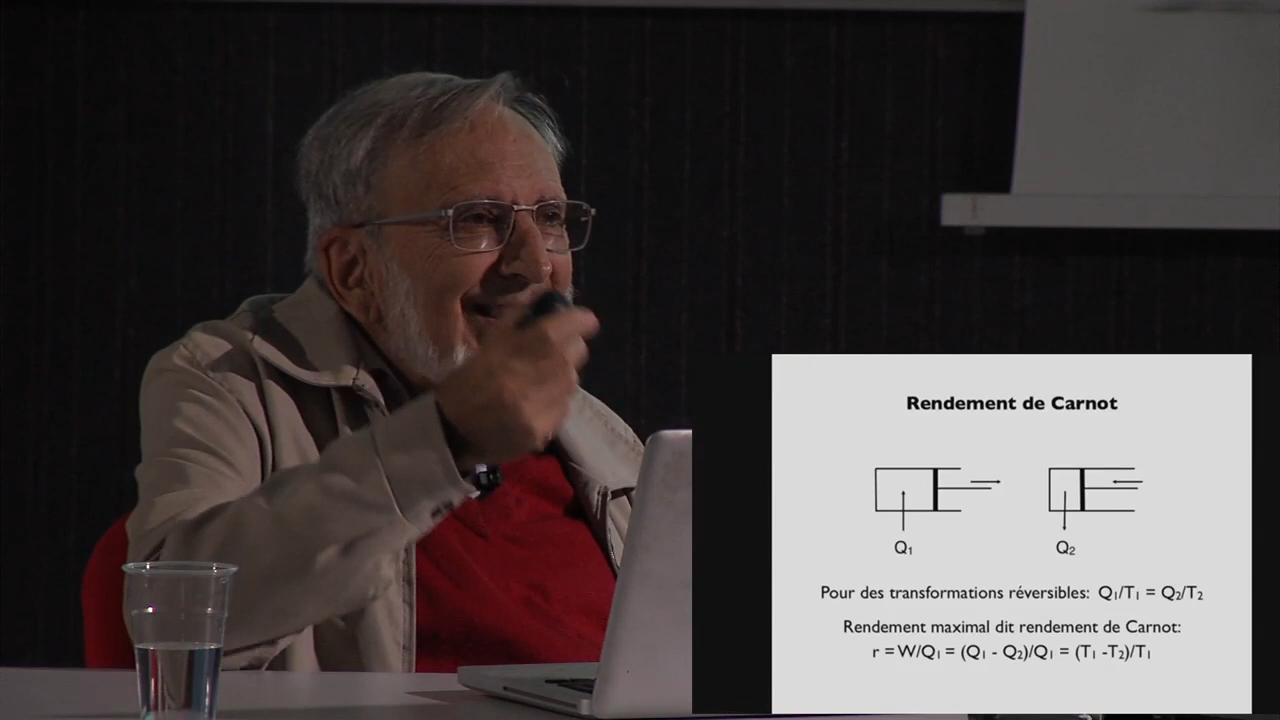 Rendement de Carnot
Q₁
Q₂
Pour des transformations réversibles: Q₁/T₁ = Q₂/T₂
Rendement maximal dit rendement de Carnot:
r = W/Q₁ = (Q₁ - Q₂)/Q₁ = (T₁ -T₂)/T₁